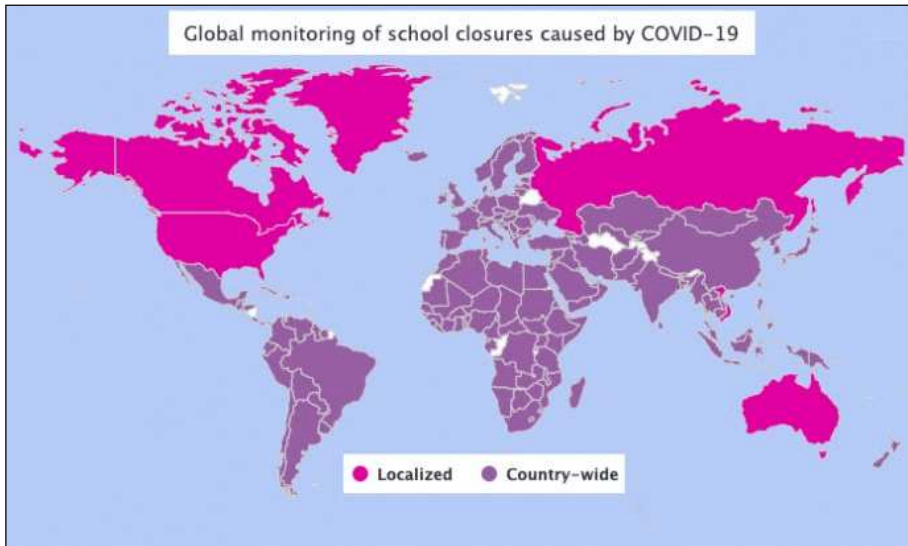 Global monitoring of school closures caused by COVID-19
Localized
Country-wide